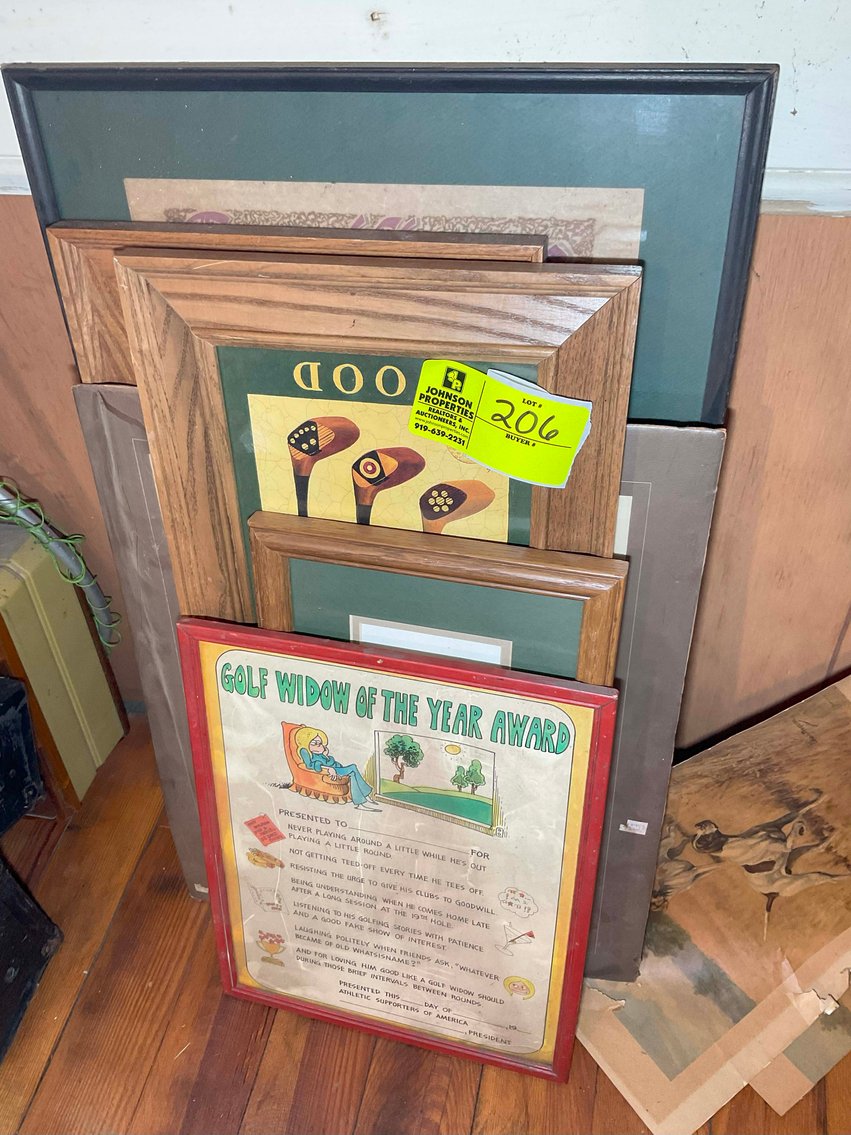 OOD
JOHNSON
PROPERTIES
REALTORS &
AUCTIONEERS, INC.
919-639-2231
LOT #
206
BUYER #
GOLF WIDOW OF THE YEAR AWARD
PRESENTED TO FOR
NEVER PLAYING AROUND A LITTLE WHILE HE'S OUT
PLAYING A LITTLE ROUND.
NOT GETTING TEED-OFF EVERY TIME HE TEES OFF.
RESISTING THE URGE TO GIVE HIS CLUBS TO GOODWILL.
BEING UNDERSTANDING WHEN HE COMES HOME LATE
AFTER A LONG SESSION AT THE 19TH HOLE.
LISTENING TO HIS GOLFING STORIES WITH PATIENCE
AND A GOOD FAKE SHOW OF INTEREST.
LAUGHING POLITELY WHEN FRIENDS ASK, "WHATEVER
BECAME OF OLD WHATSISNAME?"
AND FOR LOVING HIM GOOD LIKE A GOLF WIDOW SHOULD
DURING THOSE BRIEF INTERVALS BETWEEN ROUNDS.
PRESENTED THIS DAY OF , 19
ATHLETIC SUPPORTERS OF AMERICA
, PRESIDENT